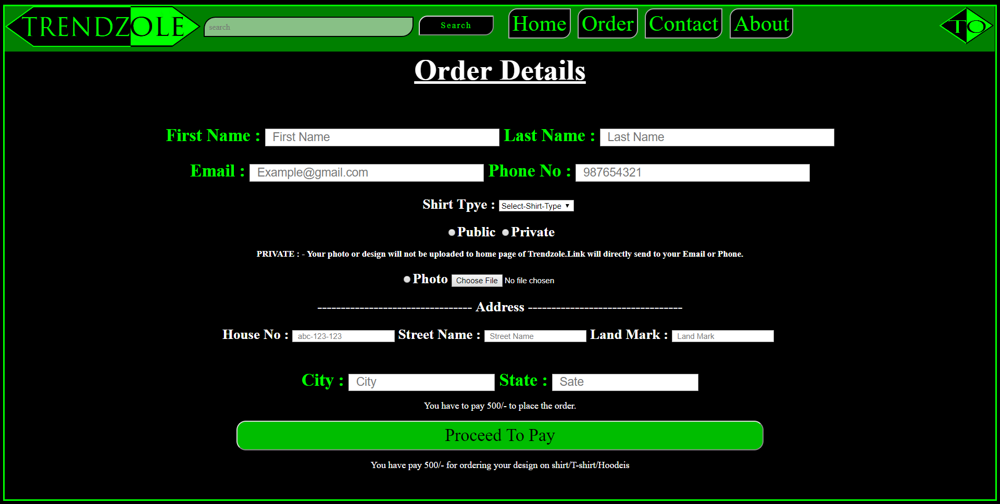 TRENDZOLE search Search Home Order Contact About TO
Order Details
First Name : First Name Last Name : Last Name
Email : Example@gmail.com Phone No : 987654321
Shirt Tpye : Select-Shirt-Type
Public Private
PRIVATE : - Your photo or design will not be uploaded to home page of Trendzole.Link will directly send to your Email or Phone.
Photo Choose File No file chosen
--------------------------------- Address ---------------------------------
House No : abc-123-123 Street Name : Street Name Land Mark : Land Mark
City : City State : Sate
You have to pay 500/- to place the order.
Proceed To Pay
You have pay 500/- for ordering your design on shirt/T-shirt/Hoodeis